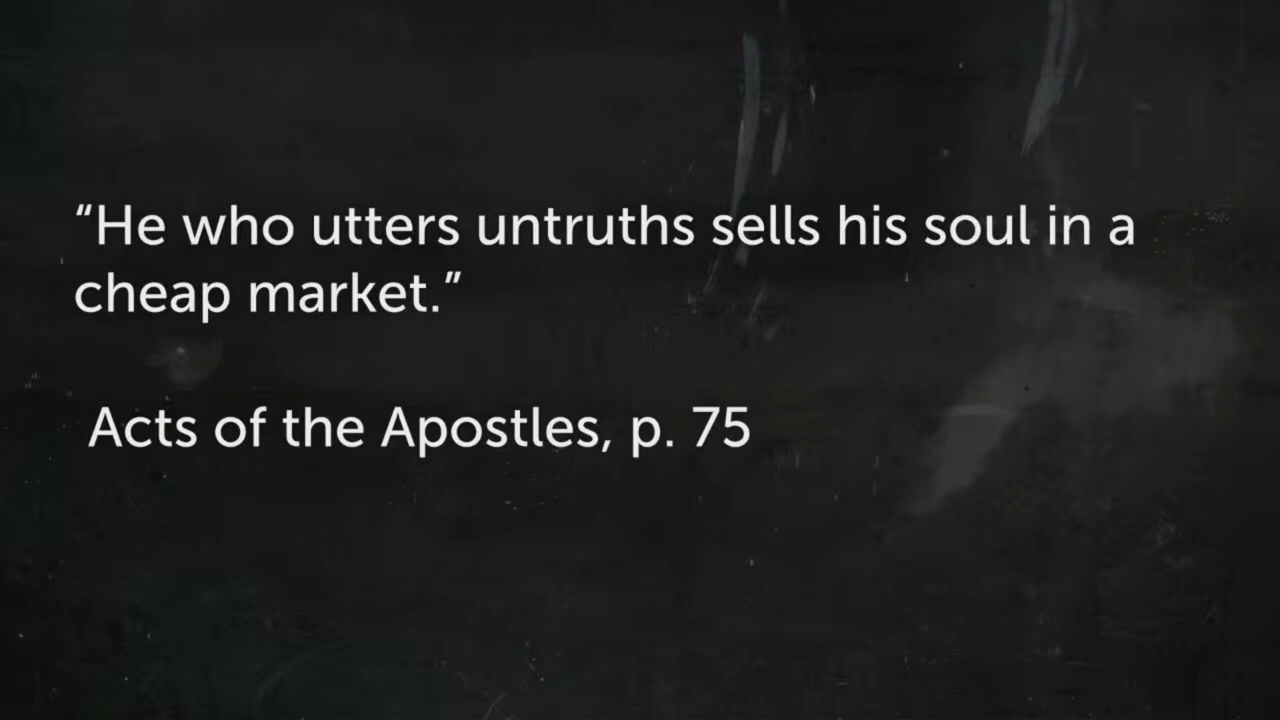 “He who utters untruths sells his soul in a
cheap market.”
Acts of the Apostles, p. 75